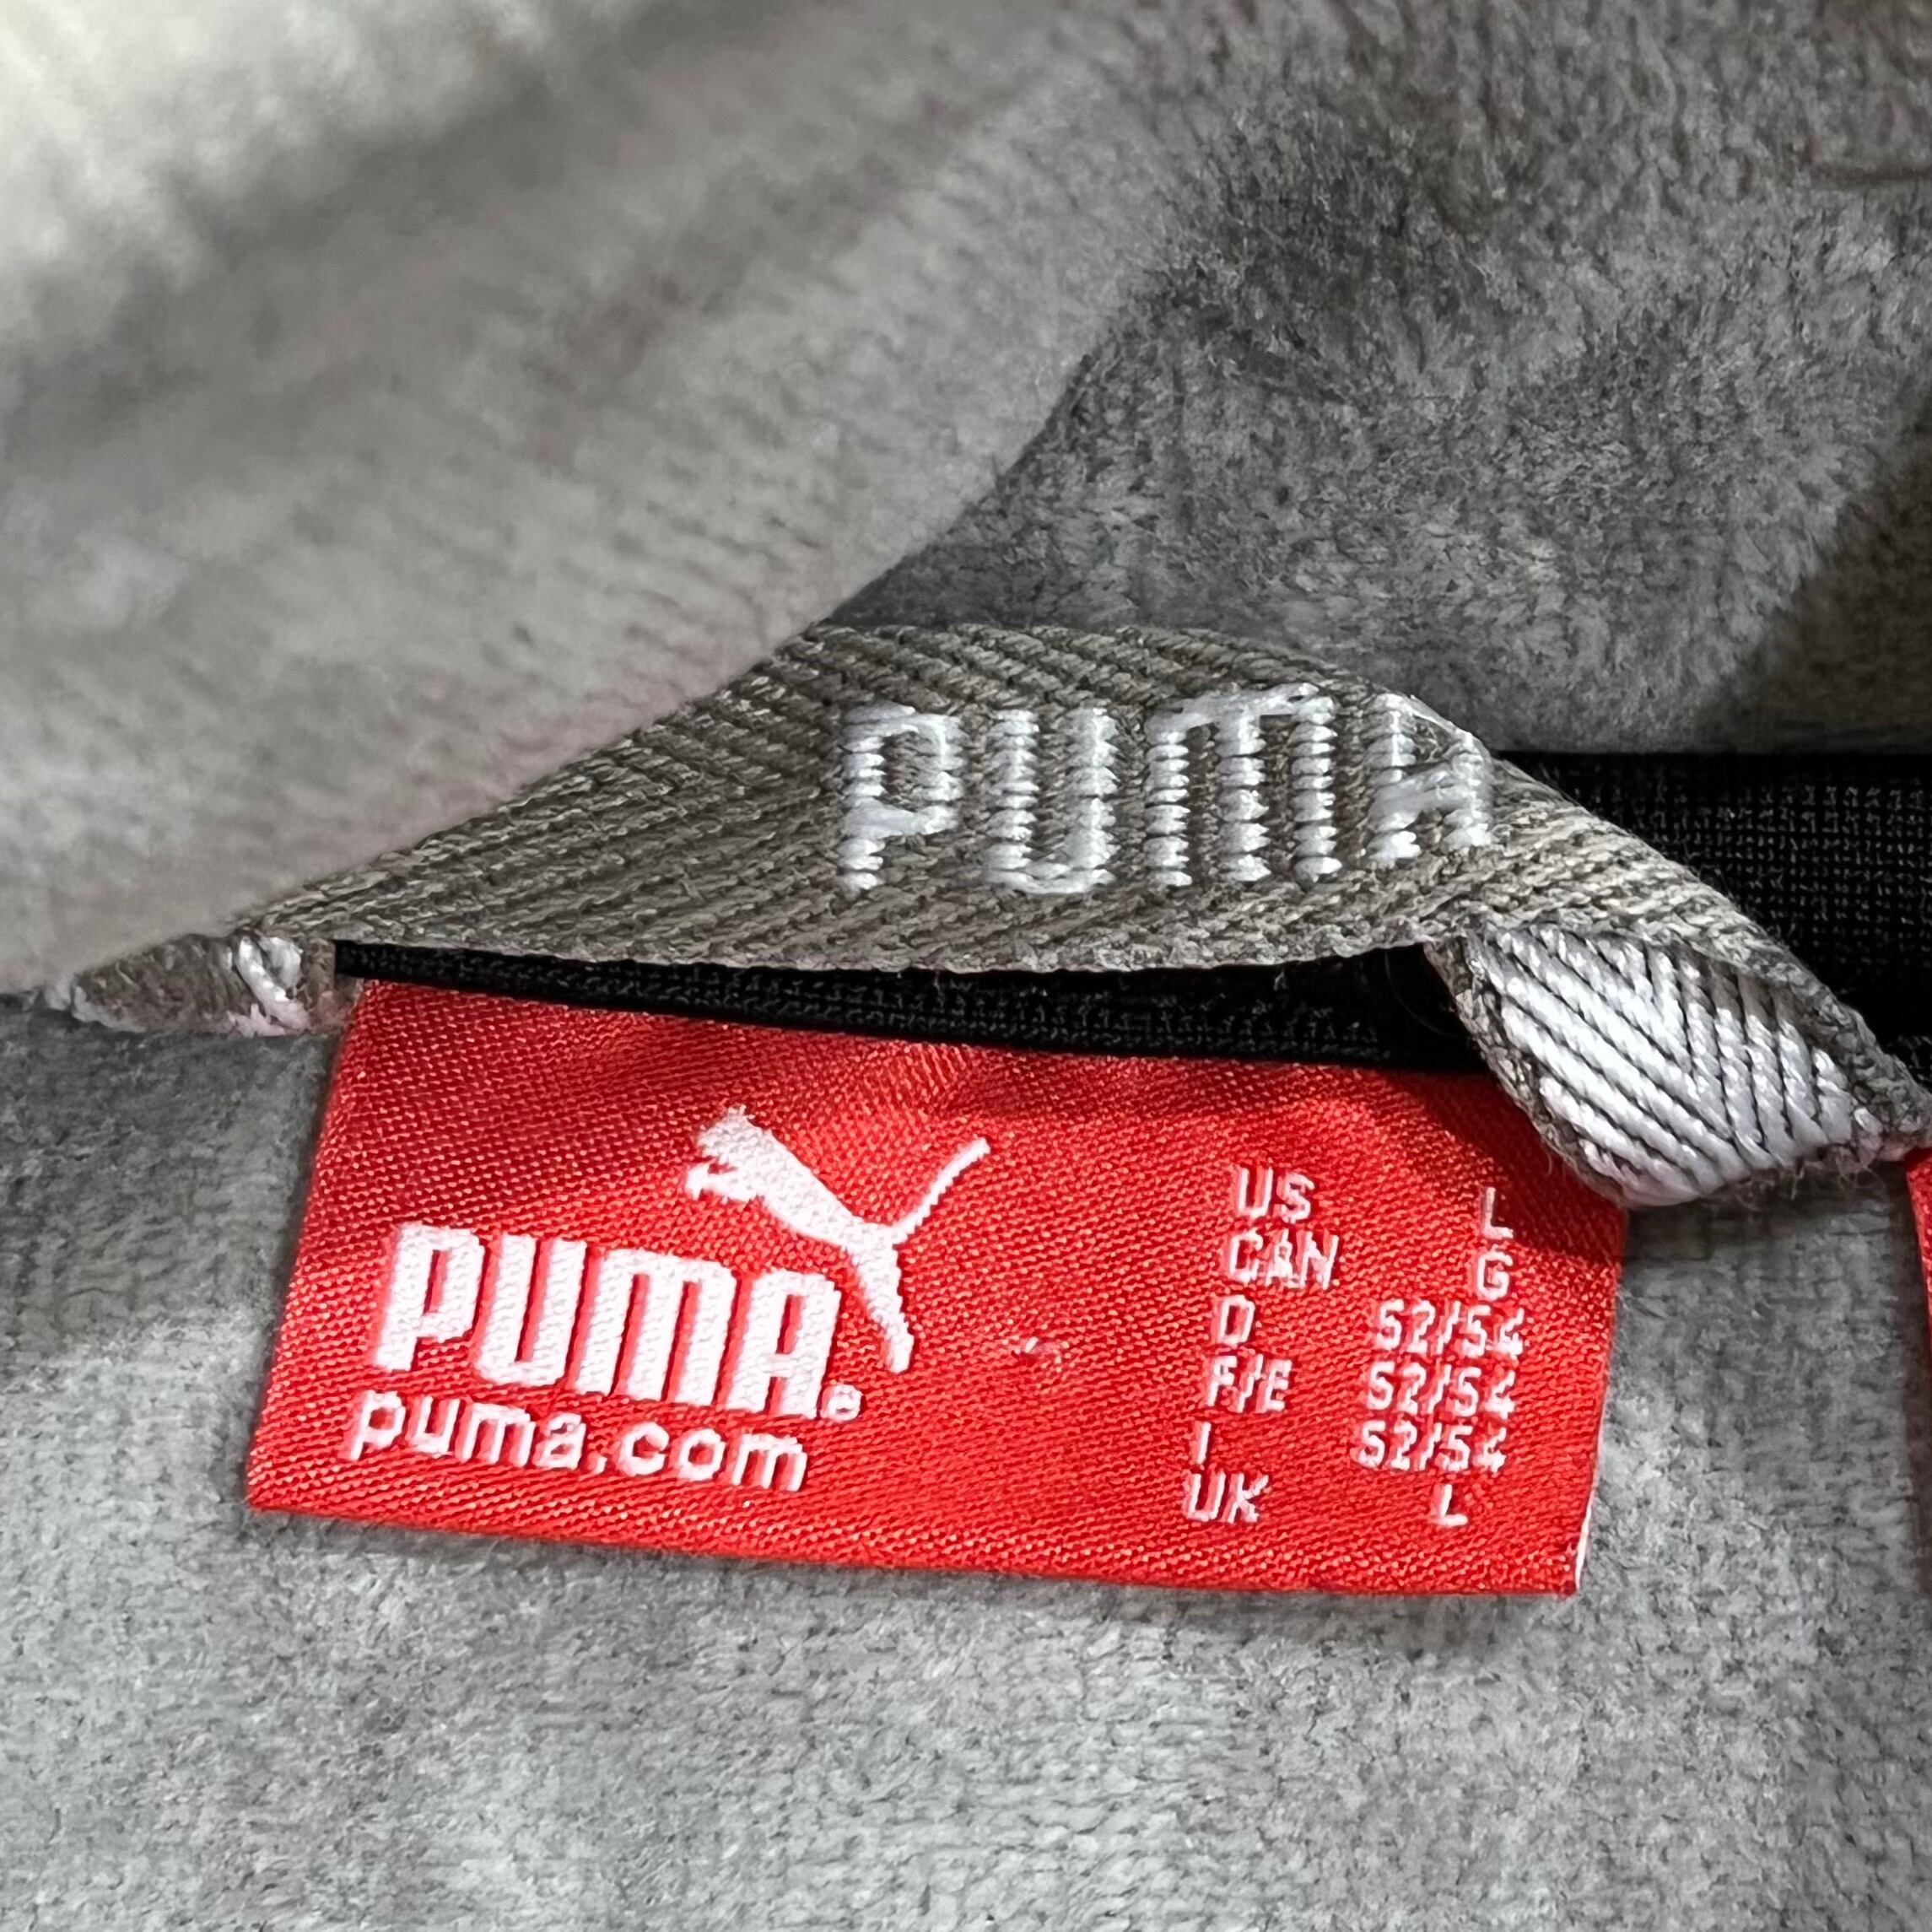 PUMA
PUMA®
puma.com
US L
CAN G
D 52/54
F/E 52/54
I 52/54
UK L